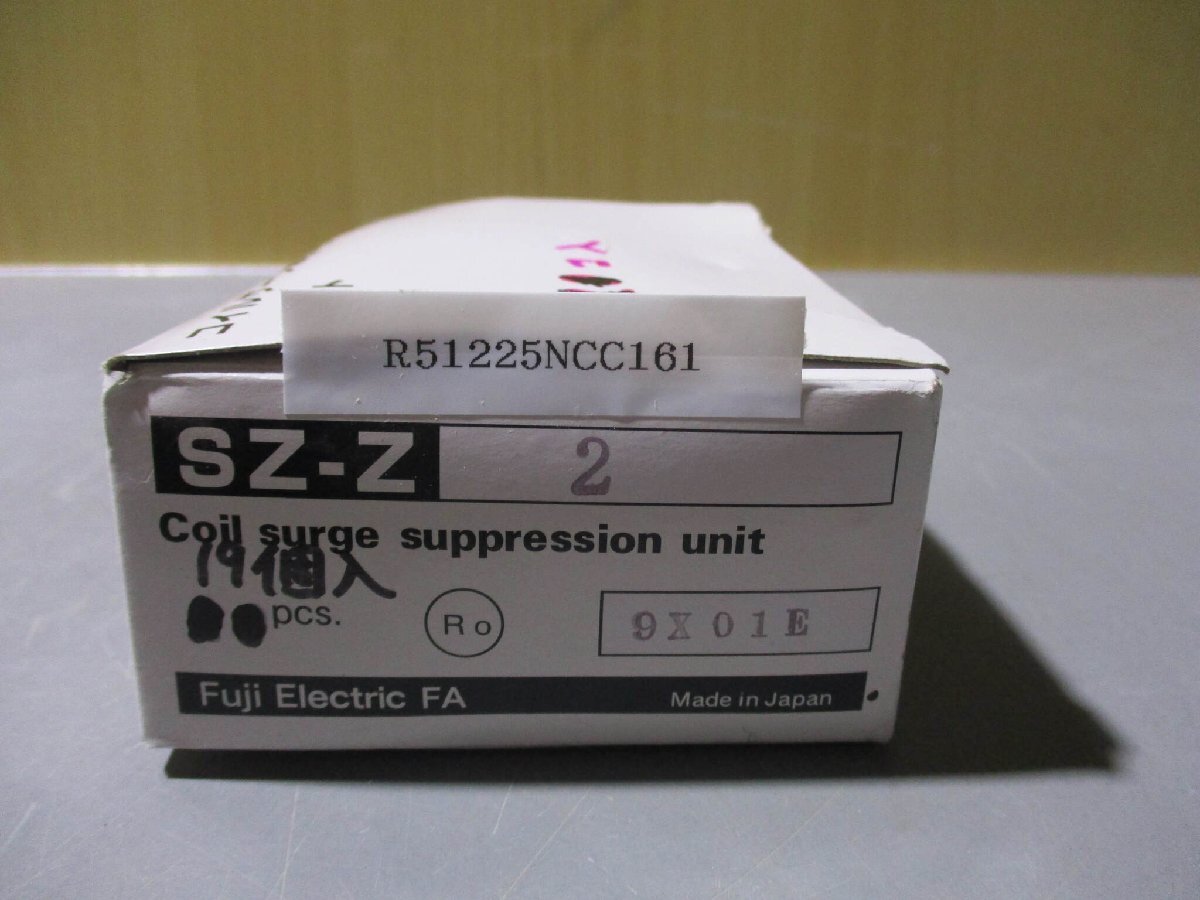 R51225NCC161
SZ-Z 2
Coil surge suppression unit
19個入
pcs. Ro 9X01E
Fuji Electric FA Made in Japan